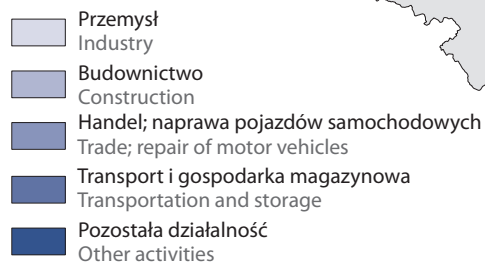 Przemysł
Industry
Budownictwo
Construction
Handel; naprawa pojazdów samochodowych
Trade; repair of motor vehicles
Transport i gospodarka magazynowa
Transportation and storage
Pozostała działalność
Other activities